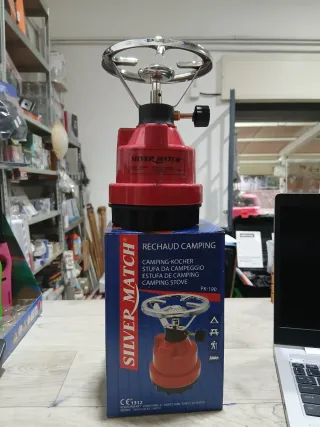 SILVER MATCH
RECHAUD CAMPING
CAMPING-KOCHER
STUFA DA CAMPEGGIO
ESTUFA DE CAMPING
CAMPING STOVE
PX-100
SILVER MATCH
CE 1312